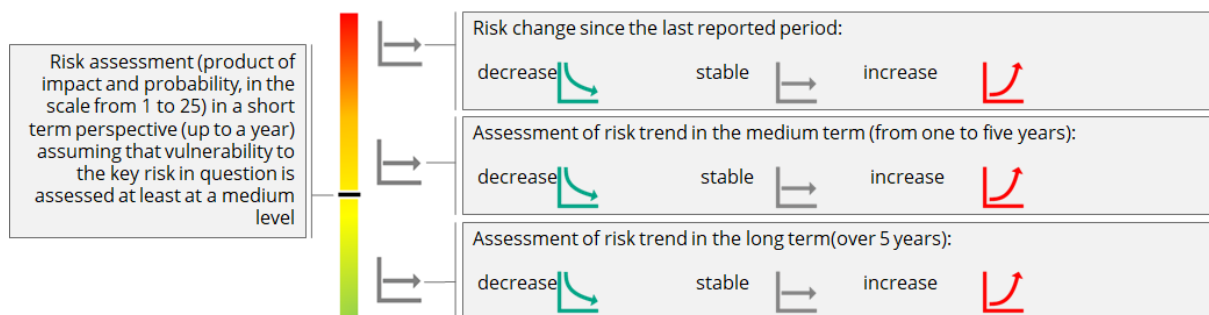 Risk assessment (product of
impact and probability, in the
scale from 1 to 25) in a short
term perspective (up to a year)
assuming that vulnerability to
the key risk in question is
assessed at least at a medium
level
Risk change since the last reported period:
decrease stable increase
Assessment of risk trend in the medium term (from one to five years):
decrease stable increase
Assessment of risk trend in the long term(over 5 years):
decrease stable increase